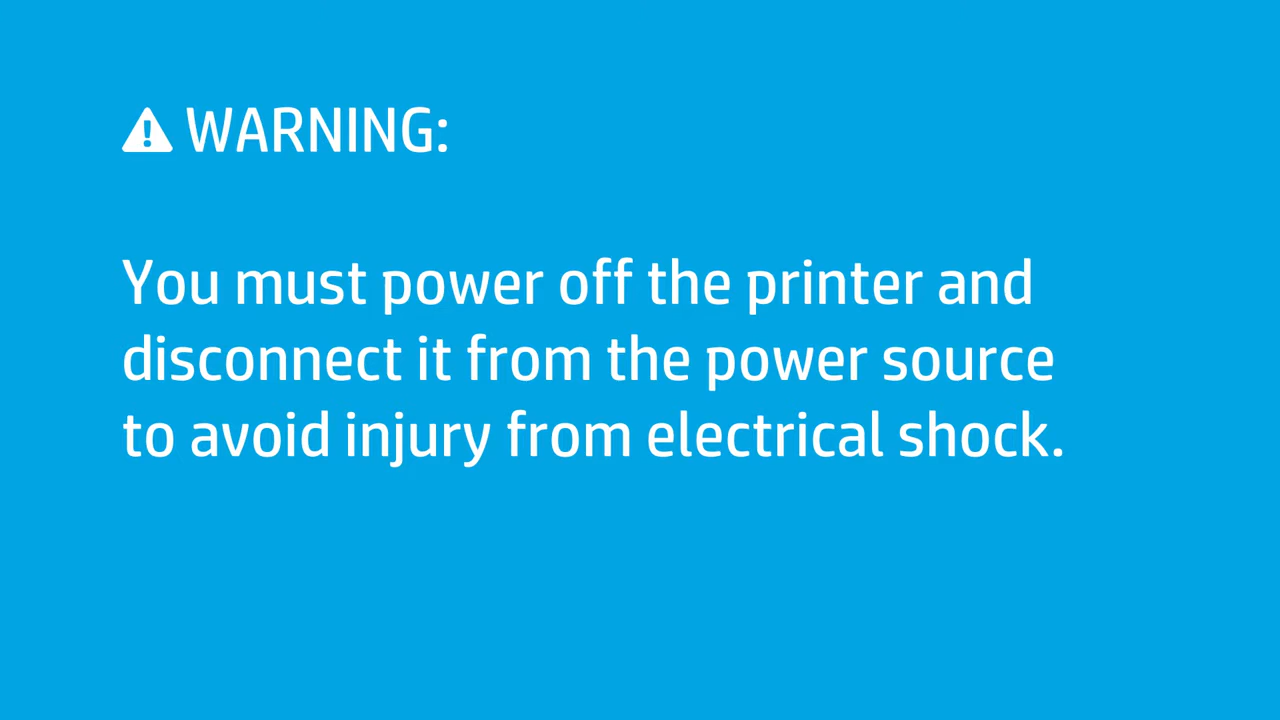 ⚠ WARNING:
You must power off the printer and
disconnect it from the power source
to avoid injury from electrical shock.